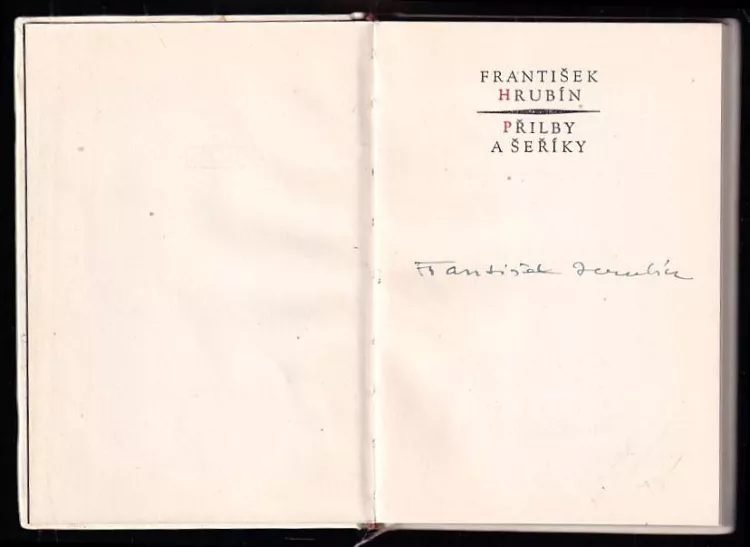 FRANTIŠEK
HRUBÍN
PŘILBY
A ŠEŘÍKY
František Hrubín